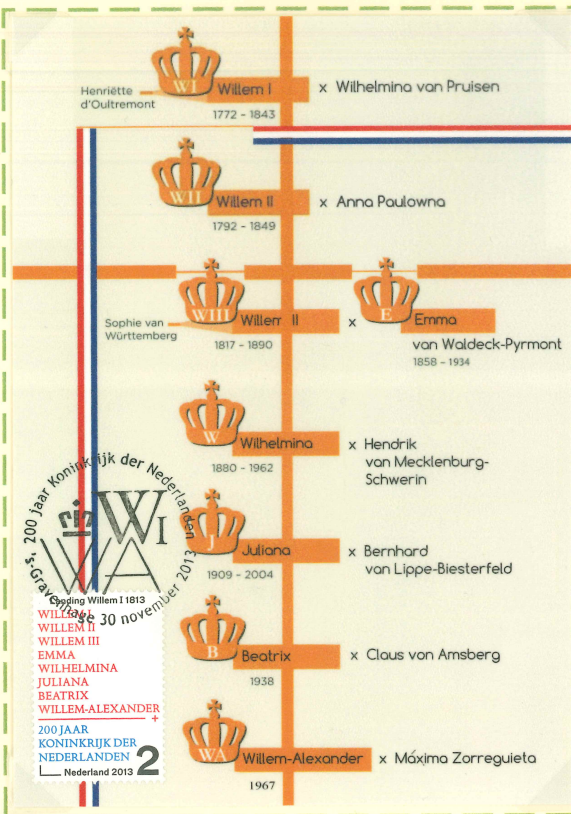 WI
Willem I
x Wilhelmina van Pruisen
Henriëtte
d'Oultremont
1772 - 1843
WII
Willem II
x Anna Paulowna
1792 - 1849
WIII
Willem II
x
E
Emma
Sophie van
Württemberg
1817 - 1890
van Waldeck-Pyrmont
1858 - 1934
W
Wilhelmina
x Hendrik
van Mecklenburg-
Schwerin
1880 - 1962
J
Juliana
x Bernhard
van Lippe-Biesterfeld
1909 - 2004
B
Beatrix
x Claus von Amsberg
1938
WA
Willem-Alexander
x Máxima Zorreguieta
1967
200 jaar Koninkrijk der Nederlanden
WI
WA
's-Gravenhage 30 november 2013
Landing Willem I 1813
WILLEM I
WILLEM II
WILLEM III
EMMA
WILHELMINA
JULIANA
BEATRIX
WILLEM-ALEXANDER
+
200 JAAR
KONINKRIJK DER
NEDERLANDEN
2
Nederland 2013